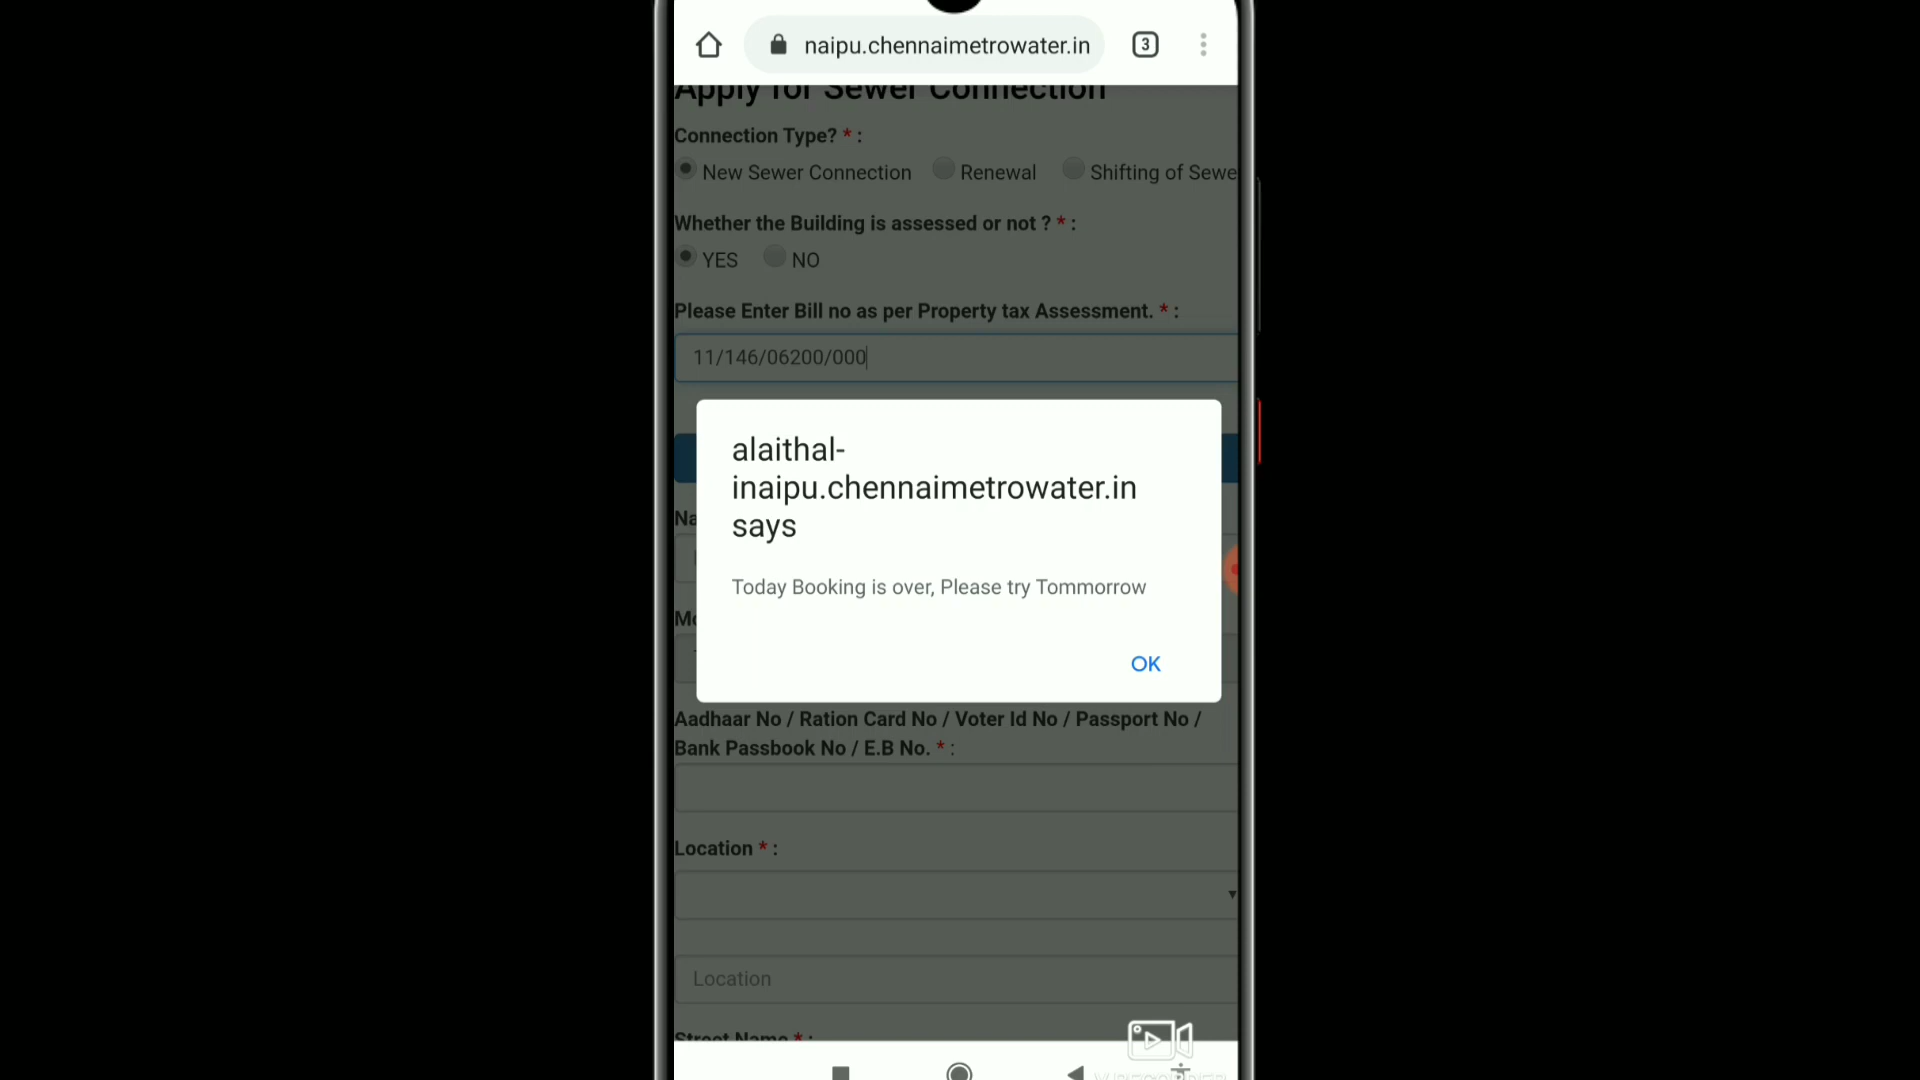 naipu.chennaimetrowater.in
3
Apply for Sewer Connection
Connection Type? * :
New Sewer Connection Renewal Shifting of Sewe
Whether the Building is assessed or not ? * :
YES NO
Please Enter Bill no as per Property tax Assessment. * :
11/146/06200/000
alaithal-
inaipu.chennaimetrowater.in
says
Na
Today Booking is over, Please try Tommorrow
OK
Aadhaar No / Ration Card No / Voter Id No / Passport No /
Bank Passbook No / E.B No. * :
Location * :
Location
Street Name * :